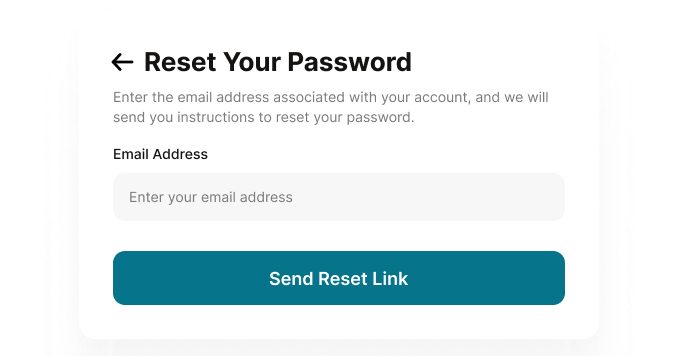 Reset Your Password
Enter the email address associated with your account, and we will
send you instructions to reset your password.
Email Address
Enter your email address
Send Reset Link